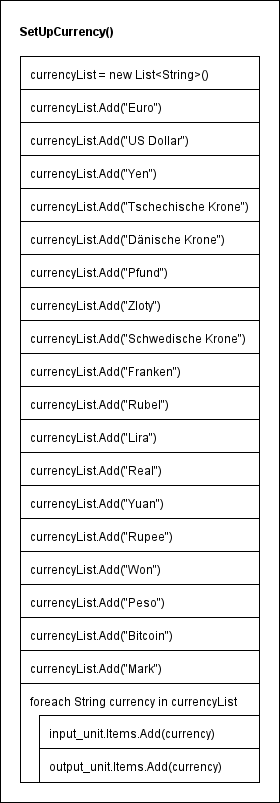 SetUpCurrency()
currencyList = new List<String>()
currencyList.Add("Euro")
currencyList.Add("US Dollar")
currencyList.Add("Yen")
currencyList.Add("Tschechische Krone")
currencyList.Add("Dänische Krone")
currencyList.Add("Pfund")
currencyList.Add("Zloty")
currencyList.Add("Schwedische Krone")
currencyList.Add("Franken")
currencyList.Add("Rubel")
currencyList.Add("Lira")
currencyList.Add("Real")
currencyList.Add("Yuan")
currencyList.Add("Rupee")
currencyList.Add("Won")
currencyList.Add("Peso")
currencyList.Add("Bitcoin")
currencyList.Add("Mark")
foreach String currency in currencyList
input_unit.Items.Add(currency)
output_unit.Items.Add(currency)